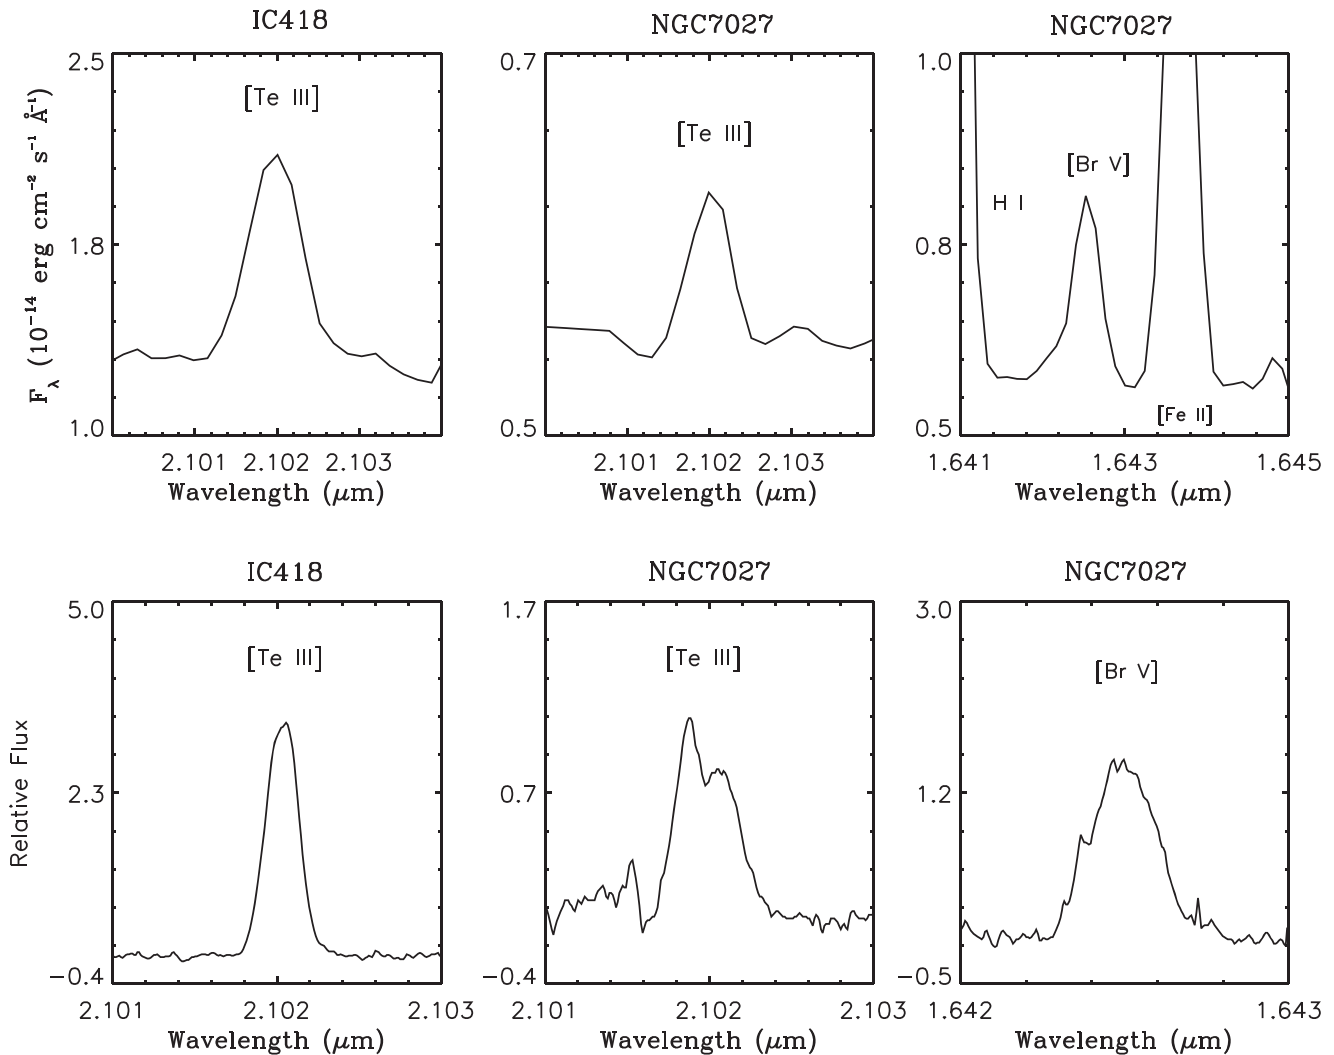 IC418
NGC7027
NGC7027
2.5
0.7
1.0
[Te III]
[Te III]
[Br V]
H I
1.8
0.8
F_λ (10⁻¹⁴ erg cm⁻² s⁻¹ Å⁻¹)
[Fe II]
1.0
0.5
0.5
2.101 2.102 2.103
2.101 2.102 2.103
1.641 1.643 1.645
Wavelength (μm)
Wavelength (μm)
Wavelength (μm)
IC418
NGC7027
NGC7027
5.0
1.7
3.0
[Te III]
[Te III]
[Br V]
2.3
0.7
1.2
Relative Flux
−0.4
−0.4
−0.5
2.101 2.102 2.103
2.101 2.102 2.103
1.642 1.643
Wavelength (μm)
Wavelength (μm)
Wavelength (μm)